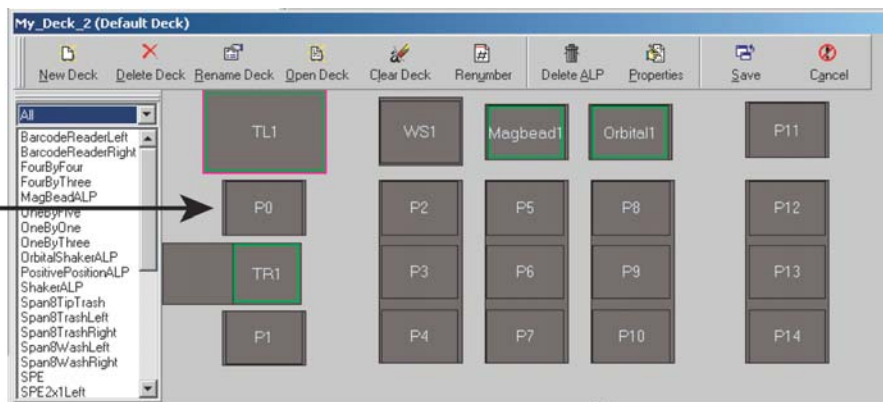 My_Deck_2 (Default Deck)
New Deck Delete Deck Rename Deck Open Deck Clear Deck Renumber Delete ALP Properties Save Cancel
All
BarcodeReaderLeft
BarcodeReaderRight
FourByFour
FourByThree
MagBeadALP
OneByFive
OneByOne
OneByThree
OrbitalShakerALP
PositivePositionALP
ShakerALP
Span8TipTrash
Span8TrashLeft
Span8TrashRight
Span8WashLeft
Span8WashRight
SPE
SPE2x1Left
TL1 WS1 Magbead1 Orbital1 P11
P0 P2 P5 P8 P12
TR1 P3 P6 P9 P13
P1 P4 P7 P10 P14